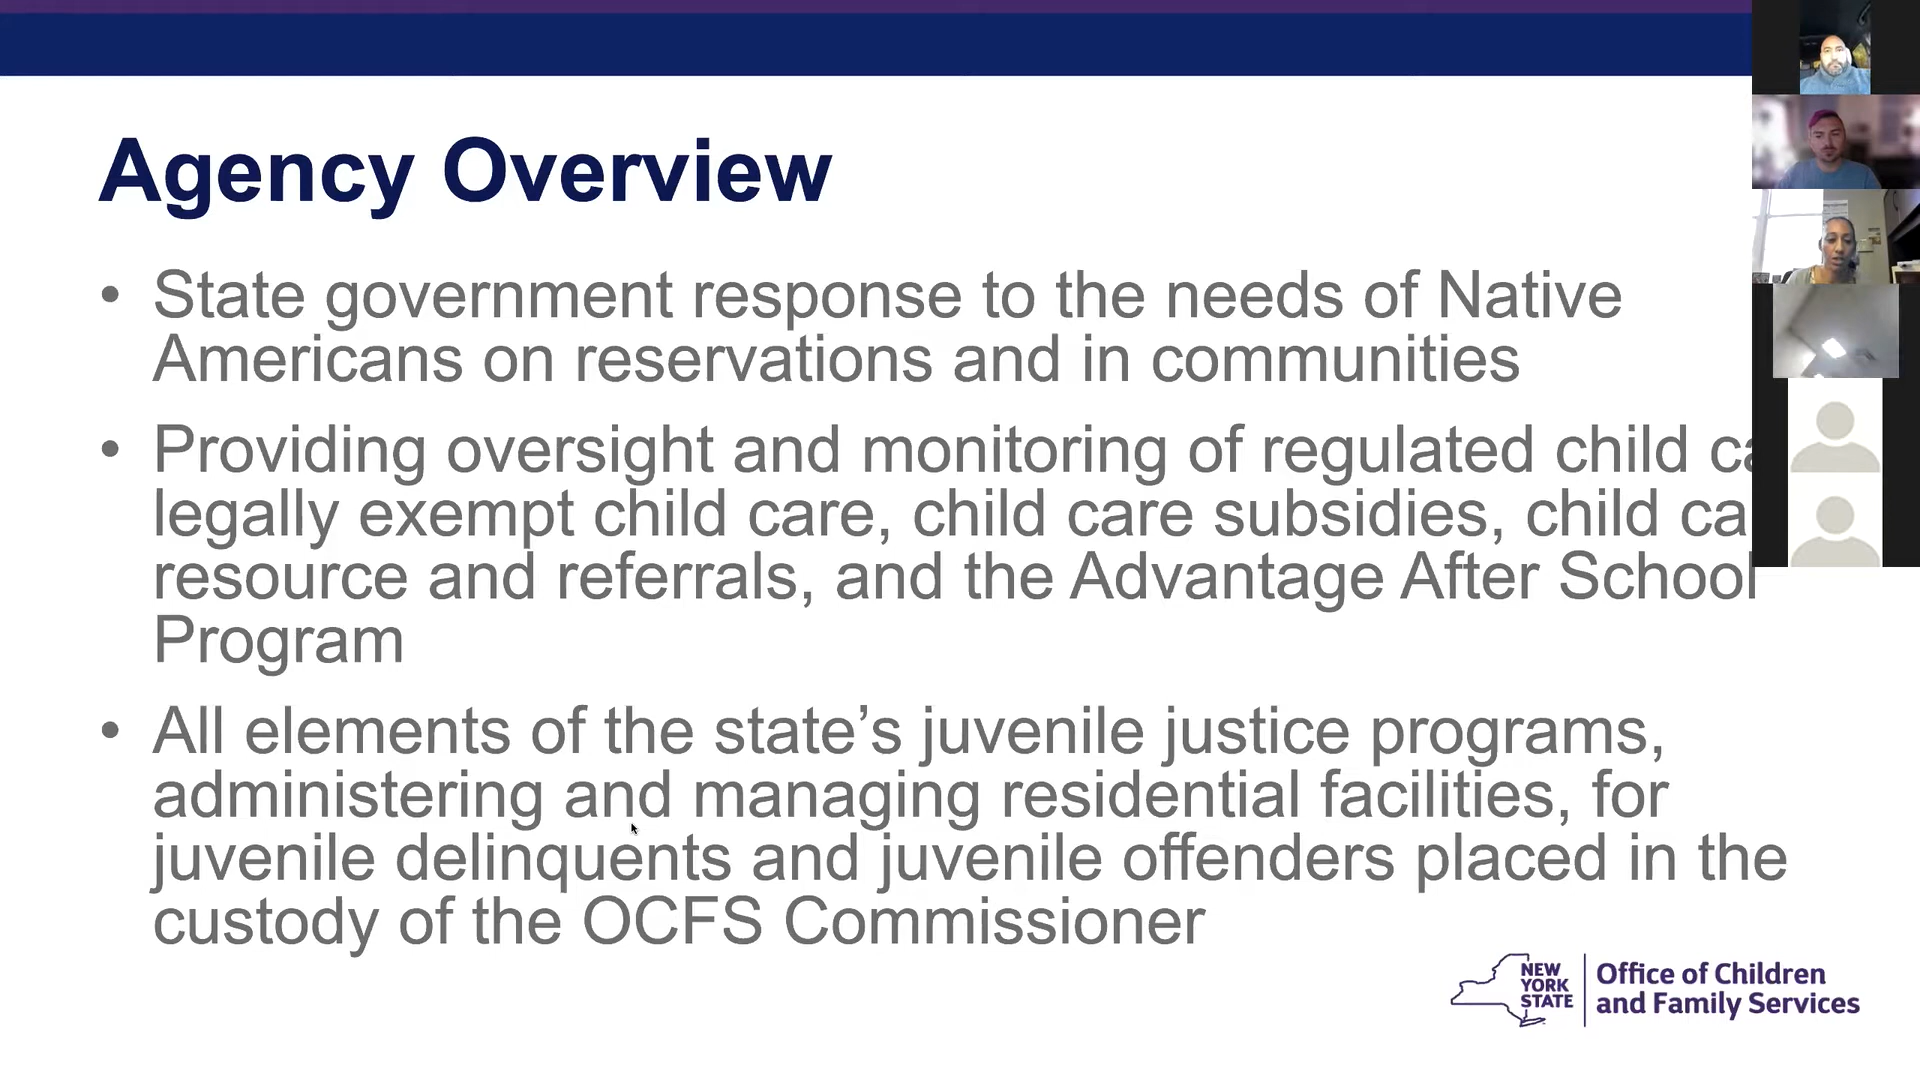 Agency Overview
• State government response to the needs of Native
Americans on reservations and in communities
• Providing oversight and monitoring of regulated child
legally exempt child care, child care subsidies, child
resource and referrals, and the Advantage After School
Program
• All elements of the state’s juvenile justice programs,
administering and managing residential facilities, for
juvenile delinquents and juvenile offenders placed in the
custody of the OCFS Commissioner
NEW
YORK
STATE
Office of Children
and Family Services